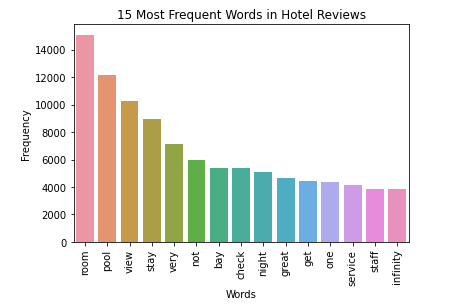 15 Most Frequent Words in Hotel Reviews
Frequency
14000
12000
10000
8000
6000
4000
2000
0
room
pool
view
stay
very
not
bay
check
night
great
get
one
service
staff
infinity
Words